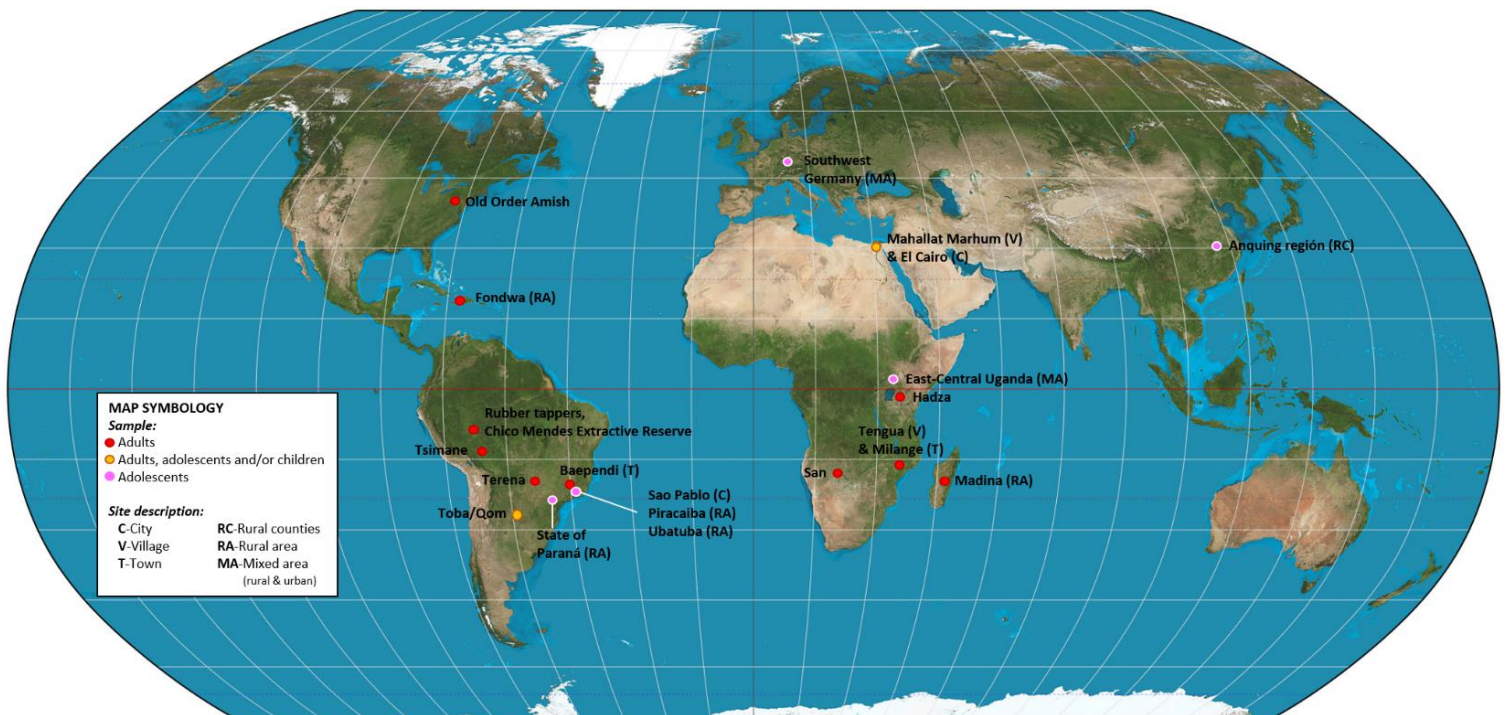 Southwest
Germany (MA)
Old Order Amish
Mahallat Marhum (V)
& El Cairo (C)
Anquing región (RC)
Fondwa (RA)
East-Central Uganda (MA)
Hadza
Rubber tappers,
Chico Mendes Extractive Reserve
Tsimane
Tengua (V)
& Milange (T)
San
Madina (RA)
Terena
Baependi (T)
Sao Pablo (C)
Piracaiba (RA)
Ubatuba (RA)
Toba/Qom
State of
Paraná (RA)
MAP SYMBOLOGY
Sample:
Adults
Adults, adolescents and/or children
Adolescents
Site description:
C-City RC-Rural counties
V-Village RA-Rural area
T-Town MA-Mixed area
(rural & urban)